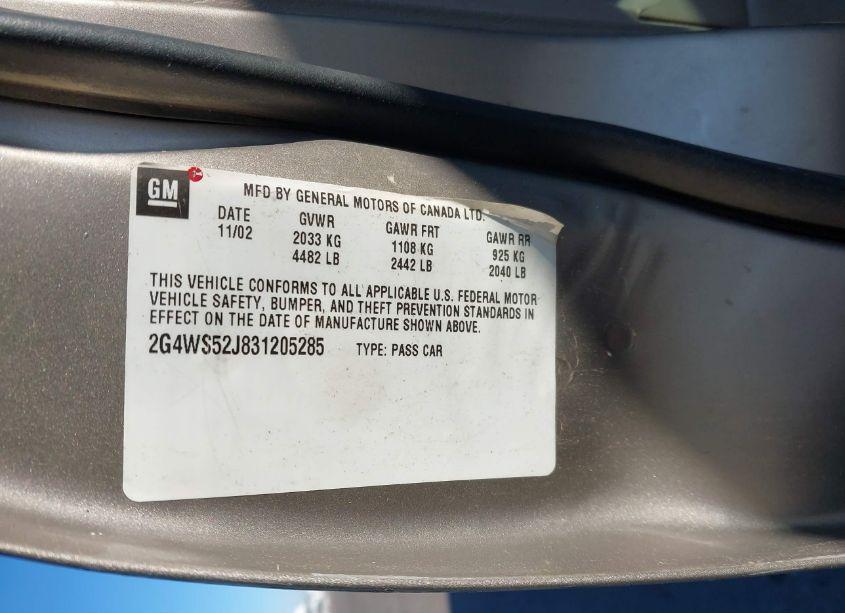 GM
MFD BY GENERAL MOTORS OF CANADA LTD.
DATE GVWR GAWR FRT GAWR RR
11/02 2033 KG 1108 KG 925 KG
4482 LB 2442 LB 2040 LB
THIS VEHICLE CONFORMS TO ALL APPLICABLE U.S. FEDERAL MOTOR
VEHICLE SAFETY, BUMPER, AND THEFT PREVENTION STANDARDS IN
EFFECT ON THE DATE OF MANUFACTURE SHOWN ABOVE.
2G4WS52J831205285 TYPE: PASS CAR